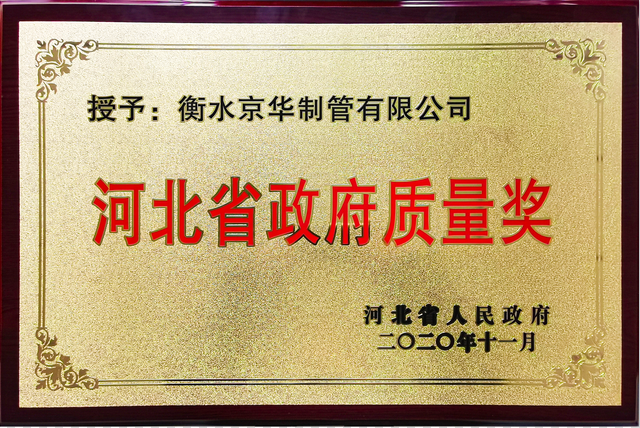 授予：衡水京华制管有限公司
河北省政府质量奖
河北省人民政府
二〇二〇年十一月